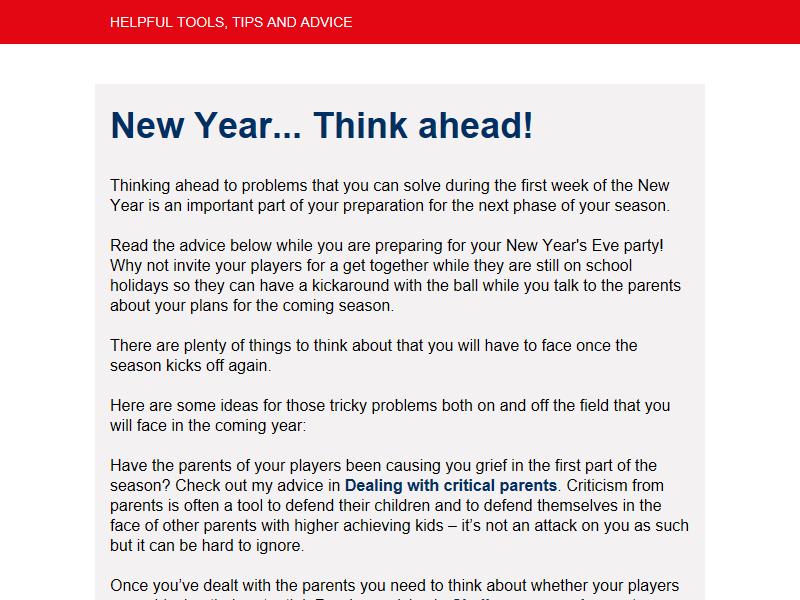 HELPFUL TOOLS, TIPS AND ADVICE
New Year... Think ahead!
Thinking ahead to problems that you can solve during the first week of the New
Year is an important part of your preparation for the next phase of your season.
Read the advice below while you are preparing for your New Year's Eve party!
Why not invite your players for a get together while they are still on school
holidays so they can have a kickaround with the ball while you talk to the parents
about your plans for the coming season.
There are plenty of things to think about that you will have to face once the
season kicks off again.
Here are some ideas for those tricky problems both on and off the field that you
will face in the coming year:
Have the parents of your players been causing you grief in the first part of the
season? Check out my advice in Dealing with critical parents. Criticism from
parents is often a tool to defend their children and to defend themselves in the
face of other parents with higher achieving kids – it’s not an attack on you as such
but it can be hard to ignore.
Once you’ve dealt with the parents you need to think about whether your players